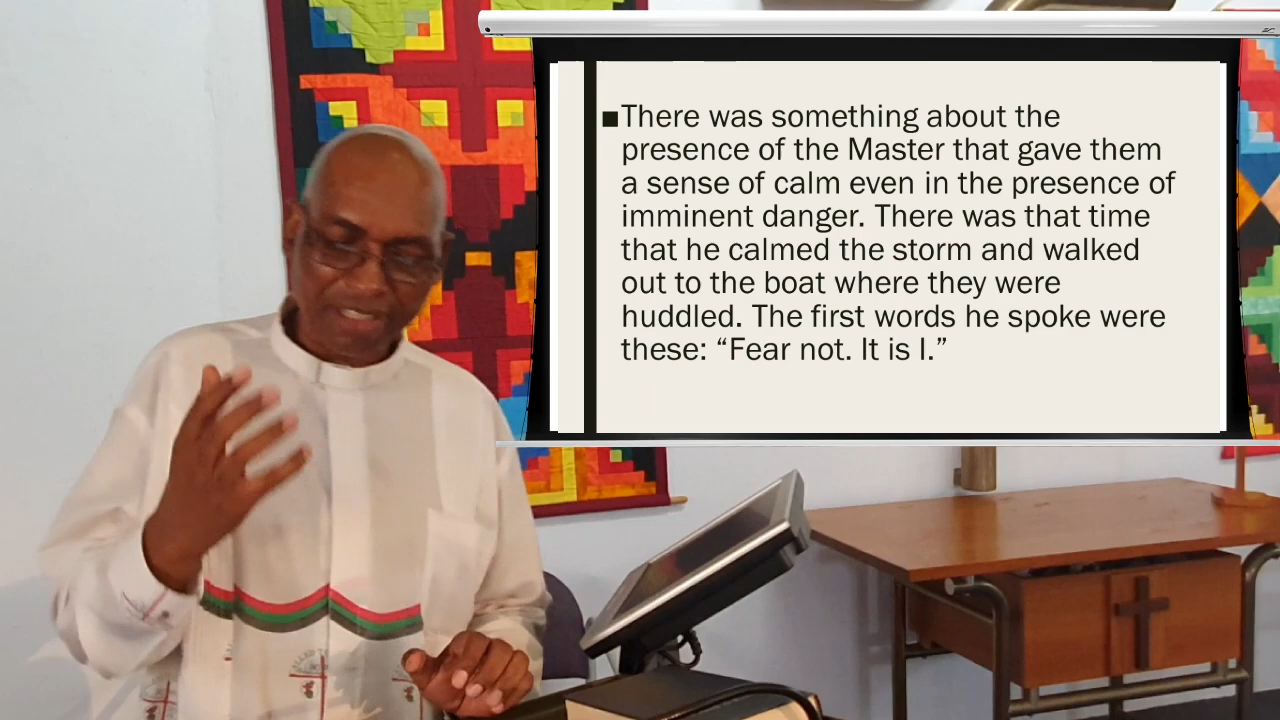 ■There was something about the
presence of the Master that gave them
a sense of calm even in the presence of
imminent danger. There was that time
that he calmed the storm and walked
out to the boat where they were
huddled. The first words he spoke were
these: “Fear not. It is I.”